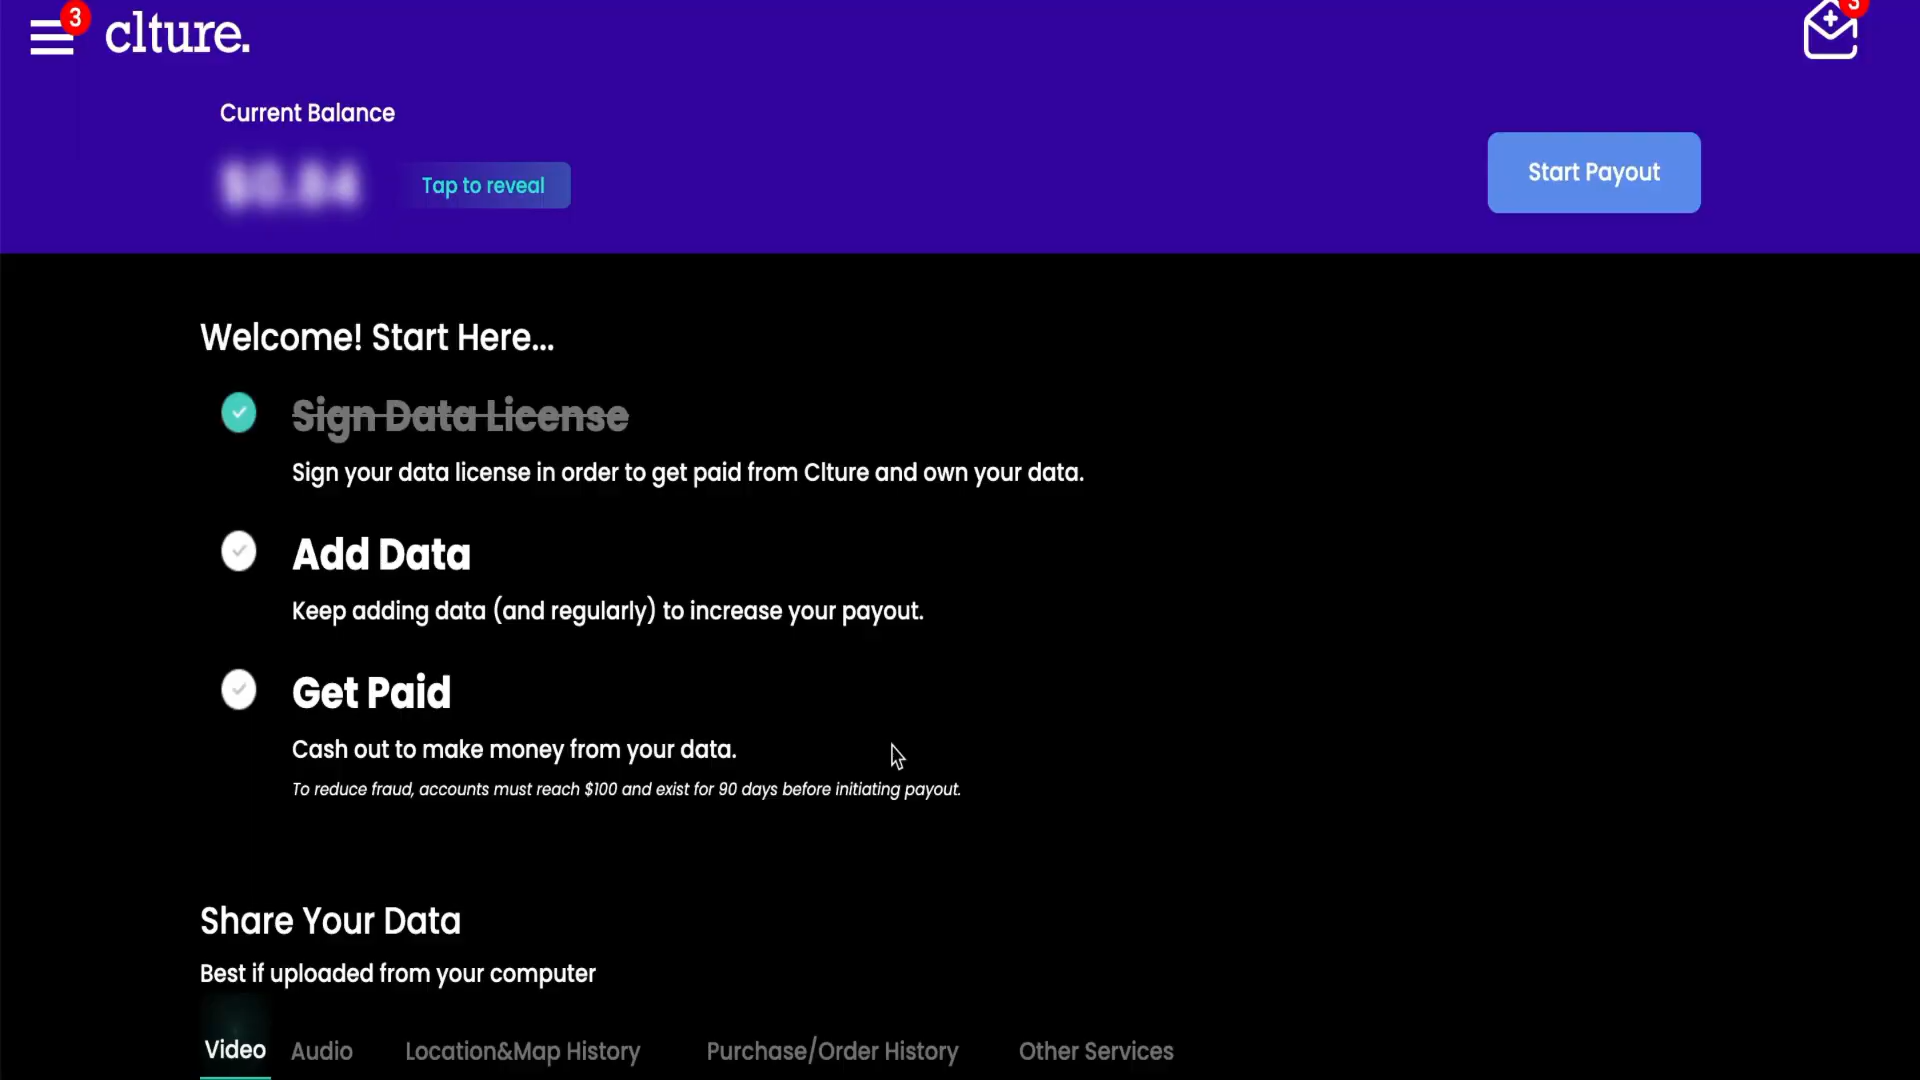 3
clture.
3
Current Balance
$0.84
Tap to reveal
Start Payout
Welcome! Start Here...
Sign Data License
Sign your data license in order to get paid from Clture and own your data.
Add Data
Keep adding data (and regularly) to increase your payout.
Get Paid
Cash out to make money from your data.
To reduce fraud, accounts must reach $100 and exist for 90 days before initiating payout.
Share Your Data
Best if uploaded from your computer
Video
Audio
Location&Map History
Purchase/Order History
Other Services